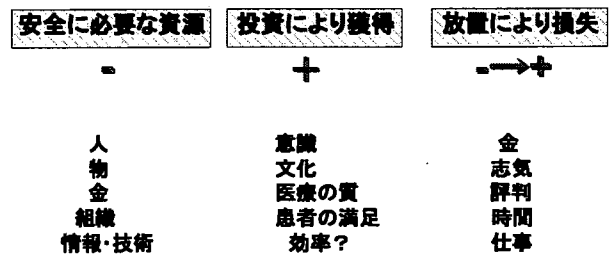 安全に必要な資源 投資により獲得 放置により損失
- + -→+
人 意識 金
物 文化 志気
金 医療の質 評判
組織 患者の満足 時間
情報・技術 効率？ 仕事